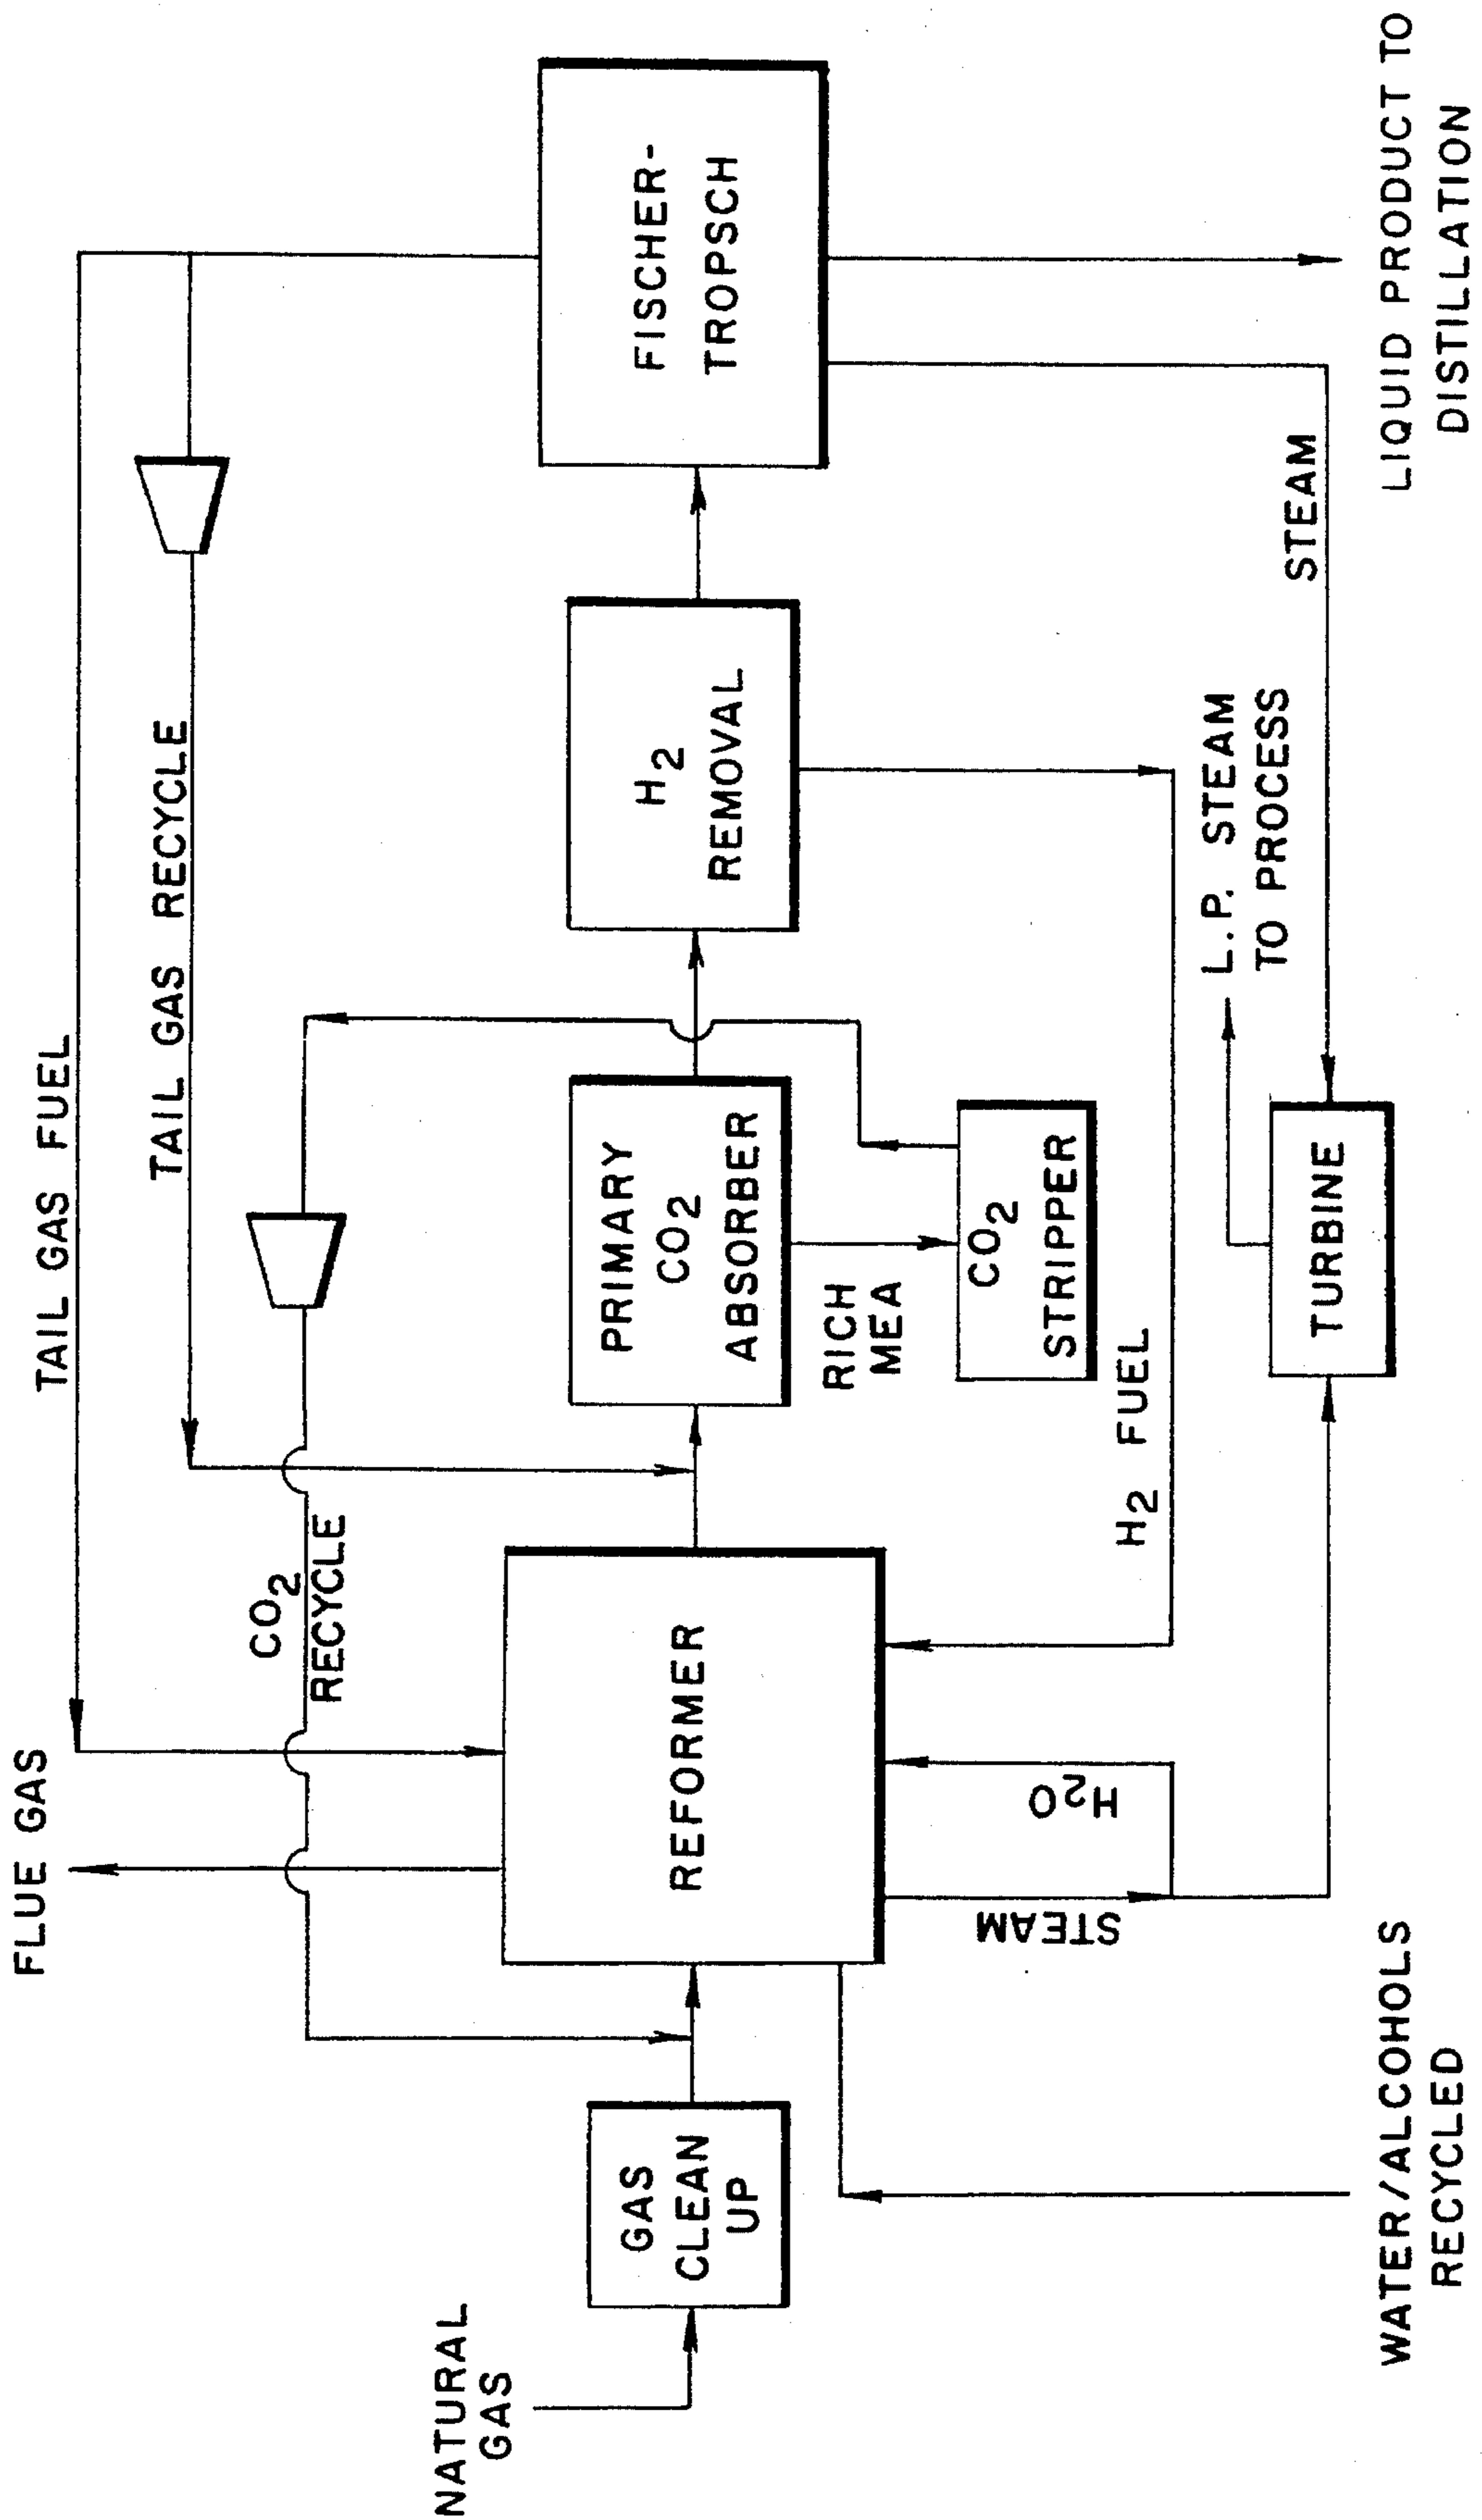 FLUE GAS
TAIL GAS FUEL
TAIL GAS RECYCLE
CO2
RECYCLE
NATURAL
GAS
GAS
CLEAN
UP
REFORMER
PRIMARY
CO2
ABSORBER
H2
REMOVAL
FISCHER-
TROPSCH
RICH
MEA
CO2
STRIPPER
STEAM
H2O
H2 FUEL
L.P. STEAM
TO PROCESS
STEAM
TURBINE
WATER/ALCOHOLS
RECYCLED
LIQUID PRODUCT TO
DISTILLATION